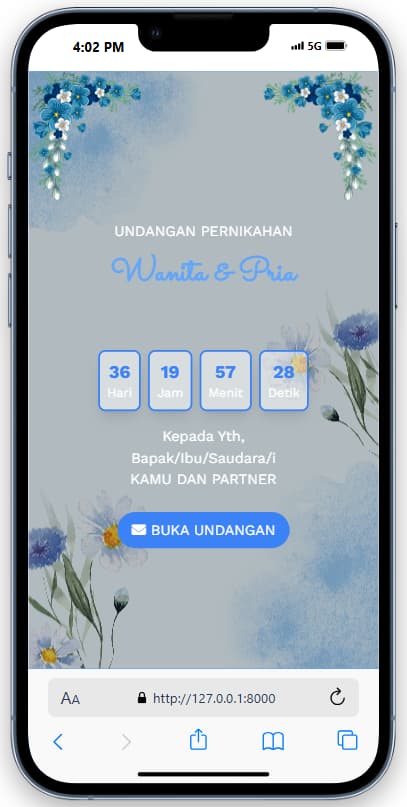 4:02 PM
5G
UNDANGAN PERNIKAHAN
Wanita & Pria
36 19 57 28
Hari Jam Menit Detik
Kepada Yth,
Bapak/Ibu/Saudara/i
KAMU DAN PARTNER
BUKA UNDANGAN
AA http://127.0.0.1:8000